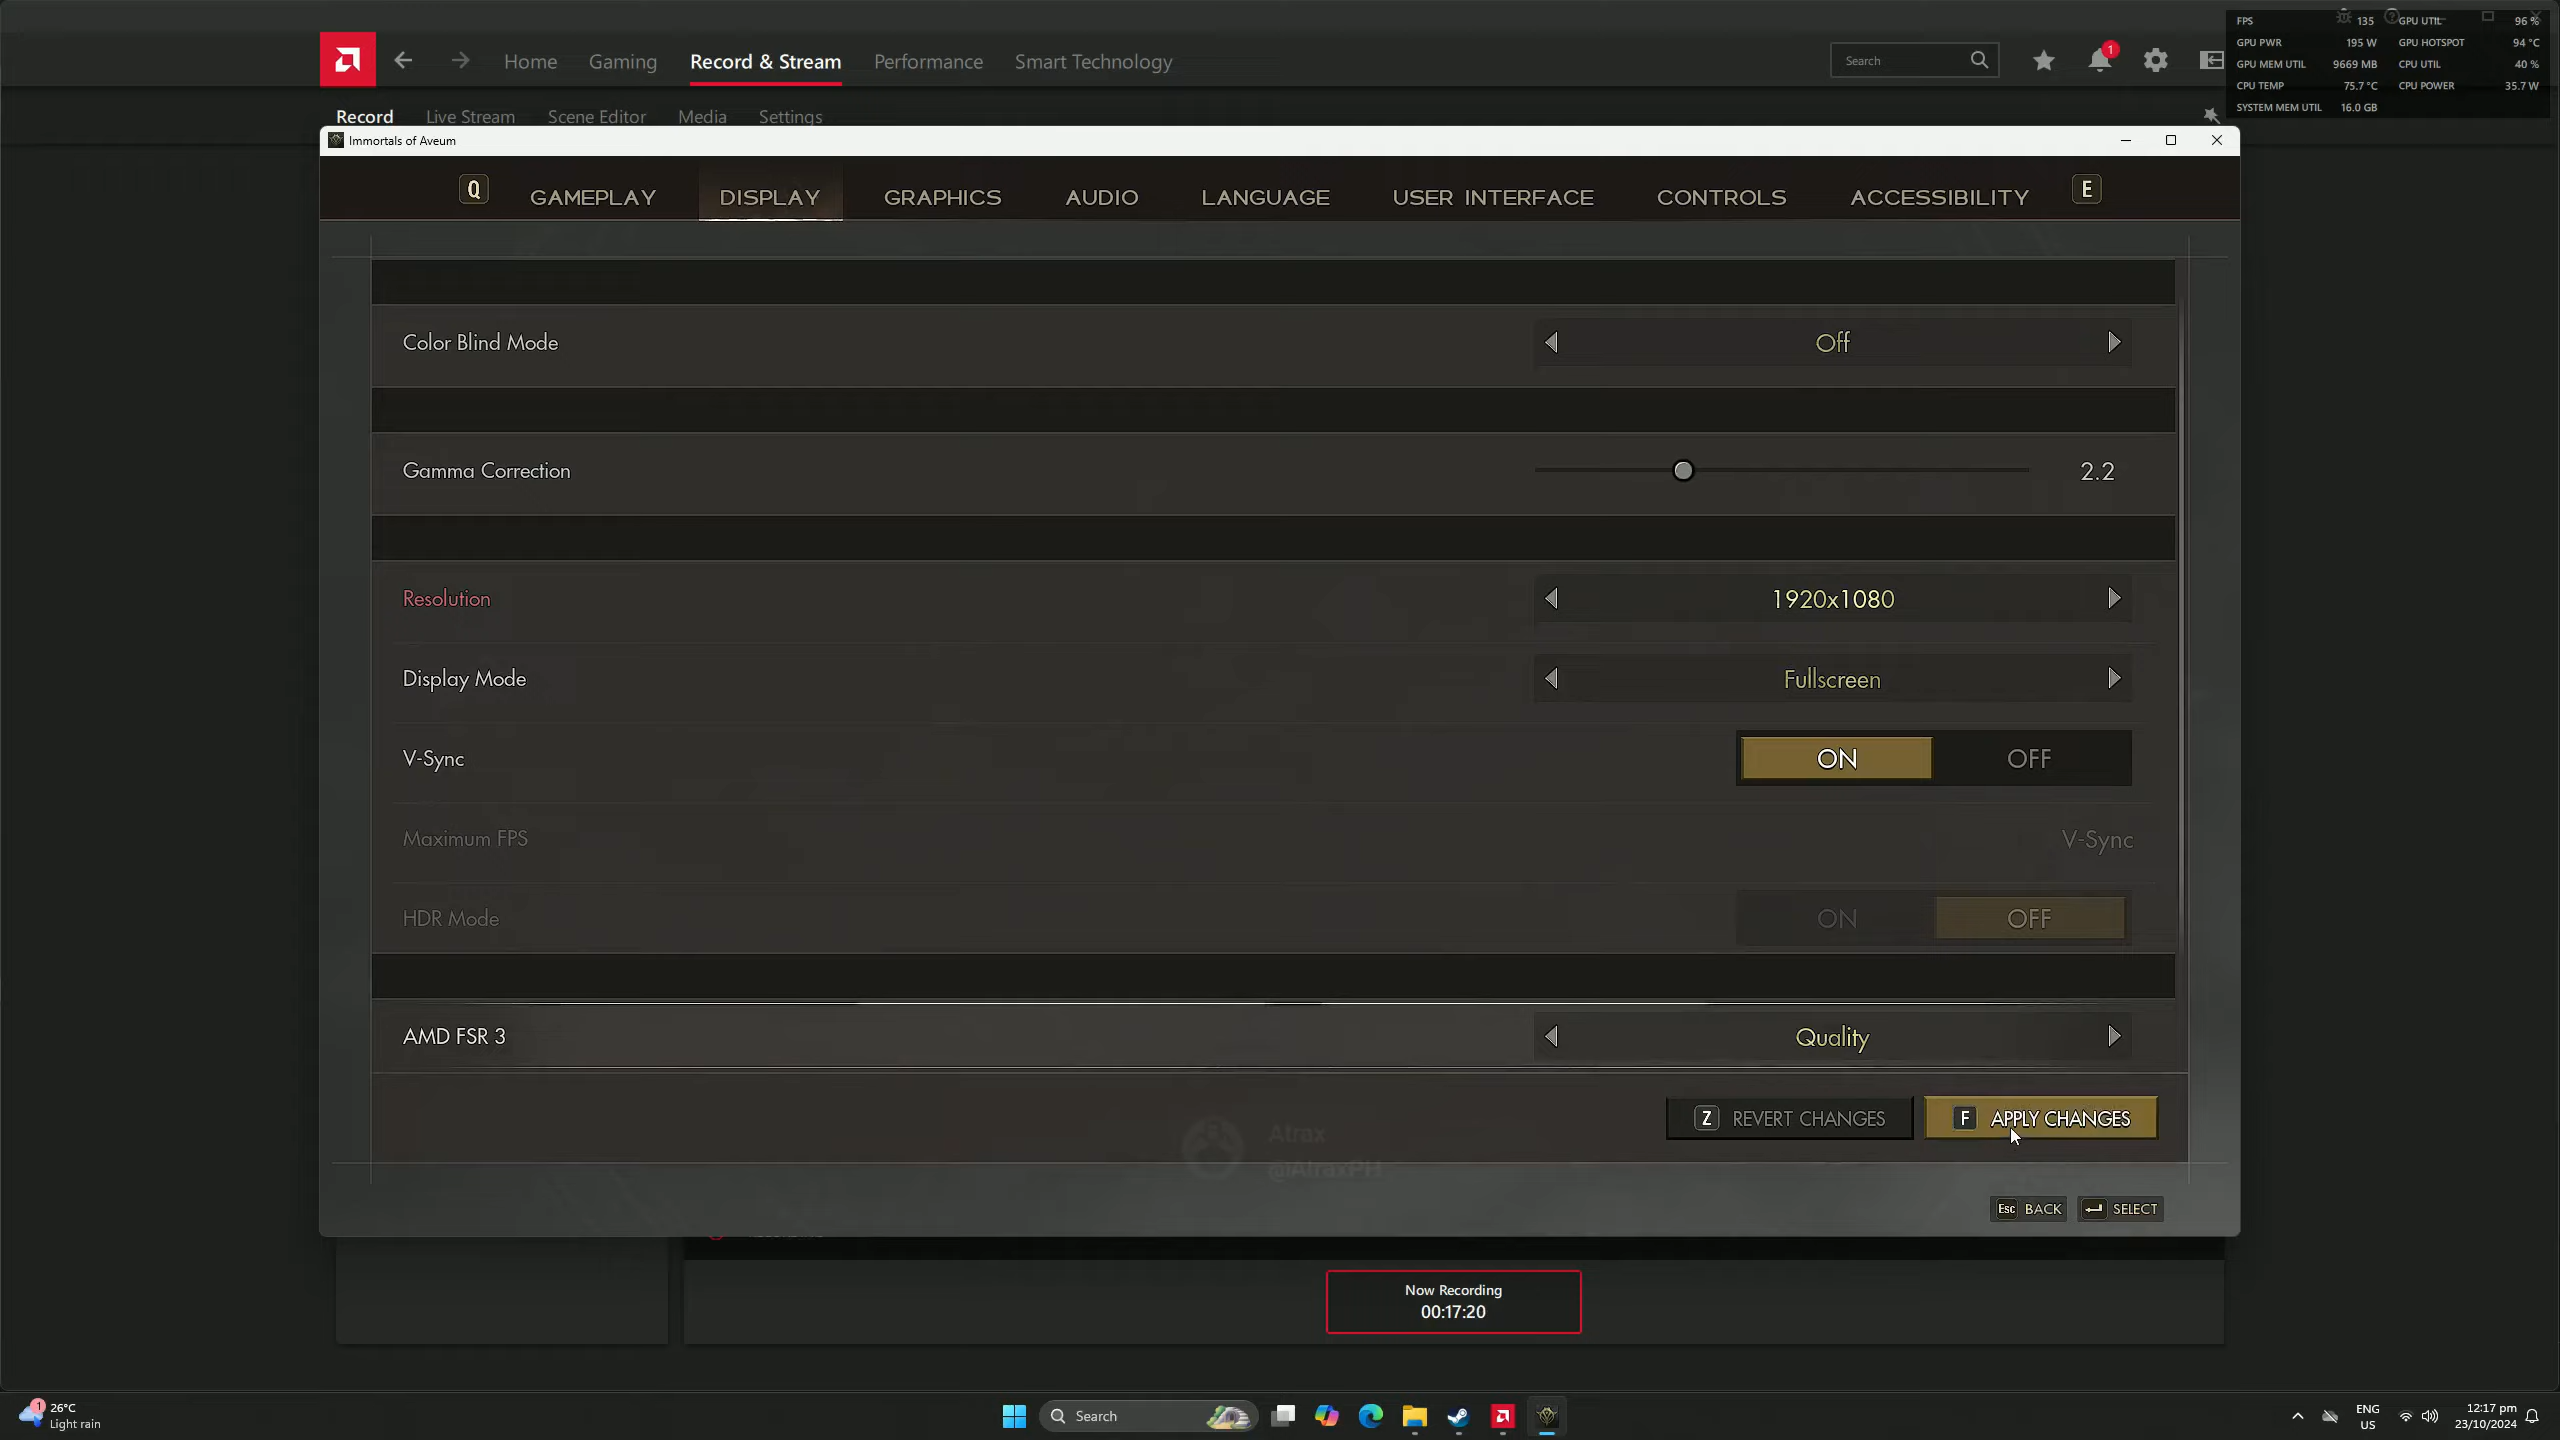 FPS 135 GPU UTIL 96 %
GPU PWR 195 W GPU HOTSPOT 94 °C
GPU MEM UTIL 9669 MB CPU UTIL 40 %
CPU TEMP 75.7 °C CPU POWER 35.7 W
SYSTEM MEM UTIL 16.0 GB
Home Gaming Record & Stream Performance Smart Technology Search 1
Record Live Stream Scene Editor Media Settings
Immortals of Aveum
Q GAMEPLAY DISPLAY GRAPHICS AUDIO LANGUAGE USER INTERFACE CONTROLS ACCESSIBILITY E
Color Blind Mode Off
Gamma Correction 2.2
Resolution 1920x1080
Display Mode Fullscreen
V-Sync ON OFF
Maximum FPS V-Sync
HDR Mode ON OFF
AMD FSR 3 Quality
Z REVERT CHANGES F APPLY CHANGES
Atrax
@AtraxPH
Esc BACK SELECT
Now Recording
00:17:20
1 26°C
Light rain
Search
ENG
US
12:17 pm
23/10/2024